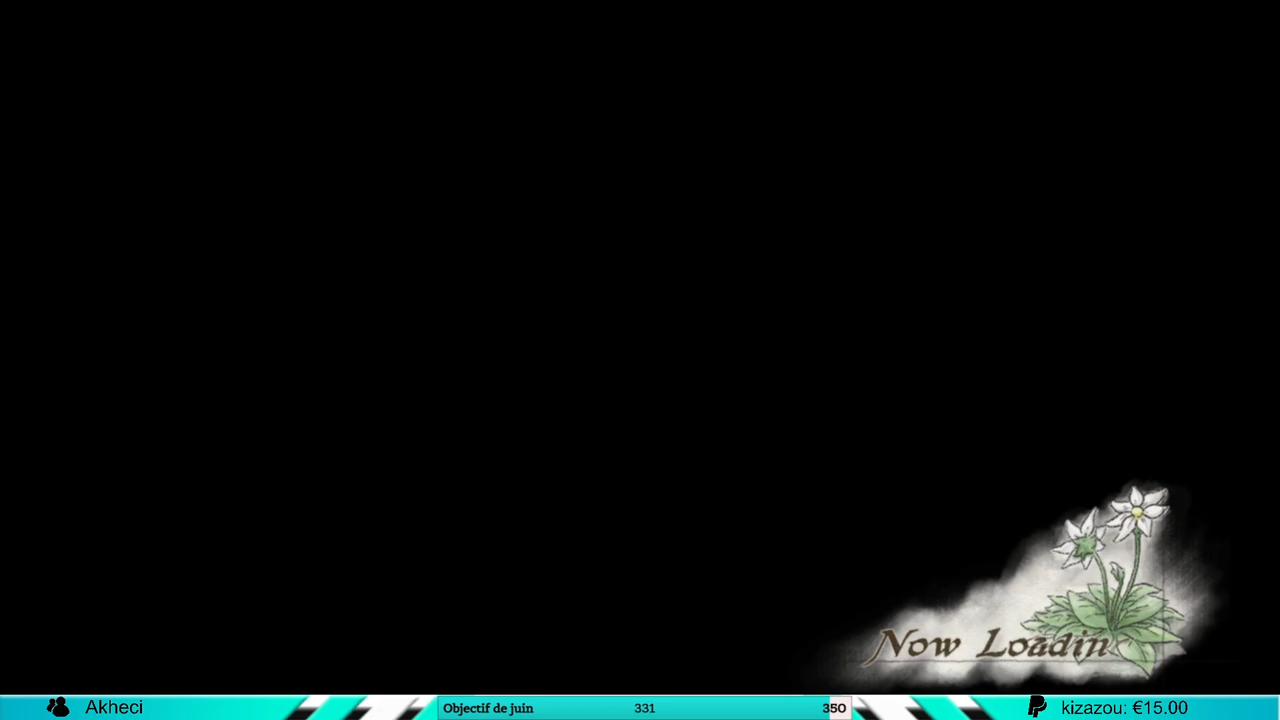 Now Loadin
Akheci
Objectif de juin 331 350
kizazou: €15.00